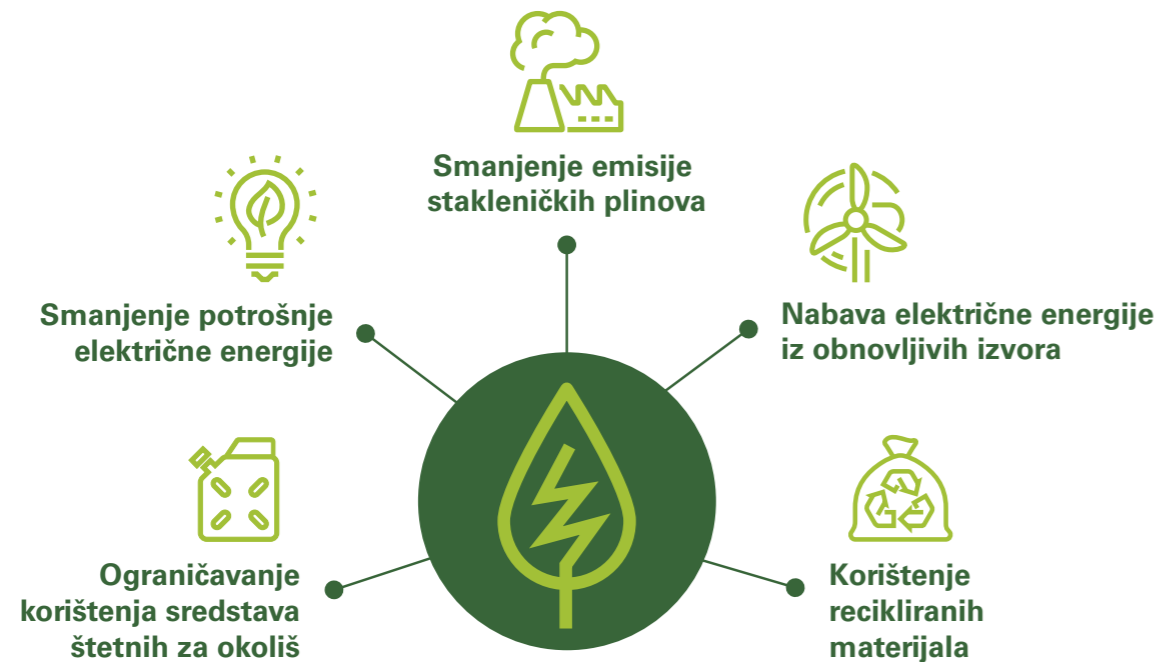 Smanjenje emisije
stakleničkih plinova
Smanjenje potrošnje
električne energije
Nabava električne energije
iz obnovljivih izvora
Ograničavanje
korištenja sredstava
štetnih za okoliš
Korištenje
recikliranih
materijala